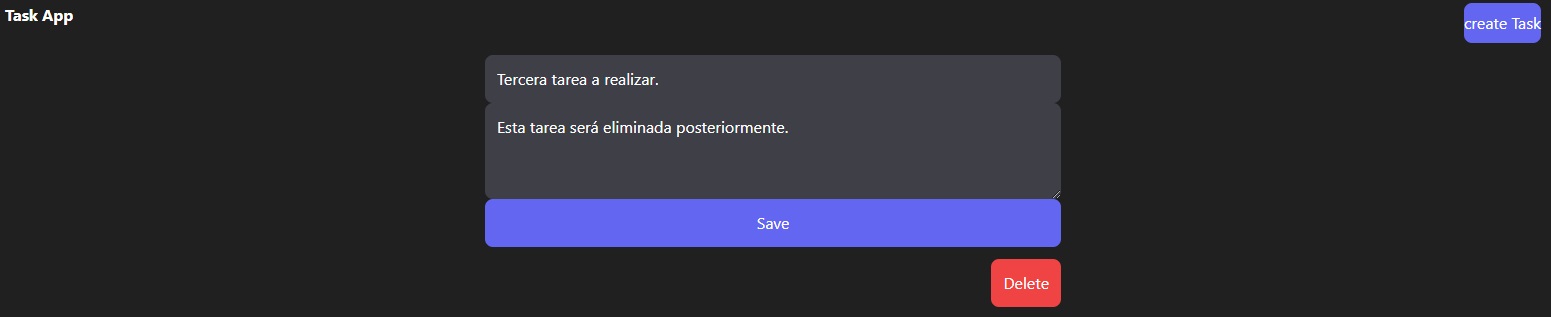 Task App
create Task
Tercera tarea a realizar.
Esta tarea será eliminada posteriormente.
Save
Delete